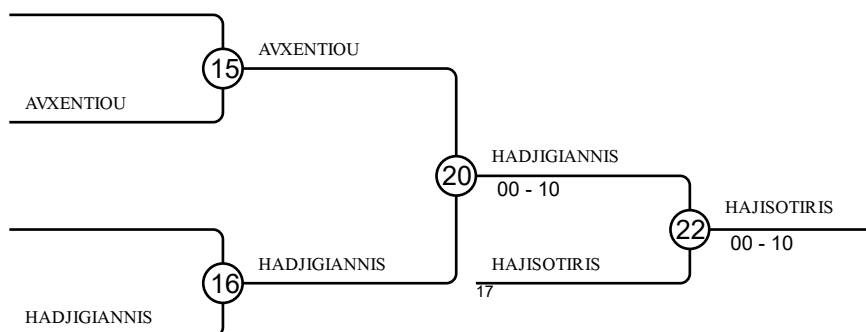 AVXENTIOU
15
AVXENTIOU
HADJIGIANNIS
20
00 - 10
HAJISOTIRIS
22
00 - 10
HADJIGIANNIS
HAJISOTIRIS
16
17
HADJIGIANNIS